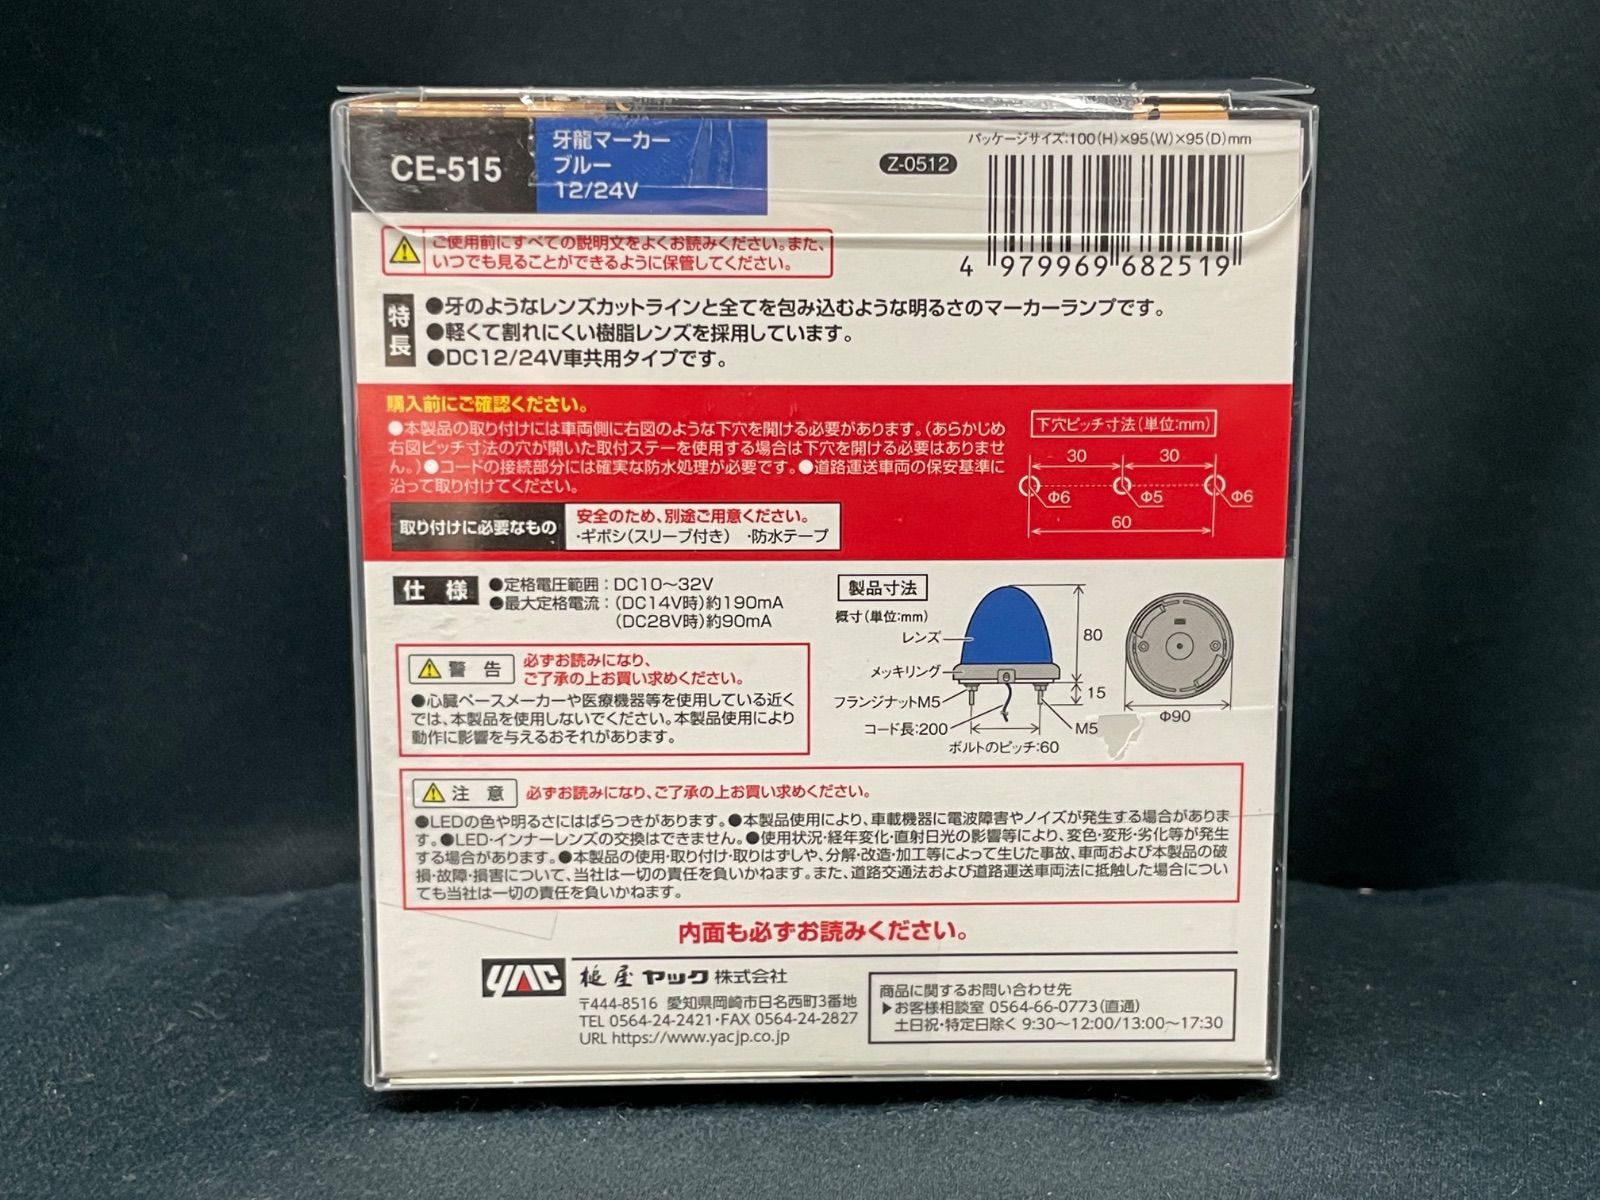 CE-515
牙龍マーカー
ブルー
12/24V
Z-0512
パッケージサイズ:100(H)×95(W)×95(D)mm
4 979969 682519
ご使用前にすべての説明文をよくお読みください。また、
いつでも見ることができるように保管してください。
特長
●牙のようなレンズカットラインと全てを包み込むような明るさのマーカーランプです。
●軽くて割れにくい樹脂レンズを採用しています。
●DC12/24V車共用タイプです。
購入前にご確認ください。
●本製品の取り付けには車両側に右図のような下穴を開ける必要があります。(あらかじめ
右図ピッチ寸法の穴が開いた取付ステーを使用する場合は下穴を開ける必要はありませ
ん。)●コードの接続部分には確実な防水処理が必要です。●道路運送車両の保安基準に
沿って取り付けてください。
取り付けに必要なもの
安全のため、別途ご用意ください。
・ギボシ(スリーブ付き) ・防水テープ
下穴ピッチ寸法(単位:mm)
30 30
Φ6 Φ5 Φ6
60
仕様
●定格電圧範囲:DC10～32V
●最大定格電流:(DC14V時)約190mA
(DC28V時)約90mA
製品寸法
概寸(単位:mm)
レンズ
メッキリング
フランジナットM5
コード長:200
ボルトのピッチ:60
M5
80
15
Φ90
警告
必ずお読みになり、
ご了承の上お買い求めください。
●心臓ペースメーカーや医療機器等を使用している近く
では、本製品を使用しないでください。本製品使用により
動作に影響を与えるおそれがあります。
注意
必ずお読みになり、ご了承の上お買い求めください。
●LEDの色や明るさにはばらつきがあります。●本製品使用により、車載機器に電波障害やノイズが発生する場合がありま
す。●LED・インナーレンズの交換はできません。●使用状況・経年変化・直射日光の影響等により、変色・変形・劣化等が発生
する場合があります。●本製品の使用・取り付け・取りはずしや、分解・改造・加工等によって生じた事故、車両および本製品の破
損・故障・損害について、当社は一切の責任を負いかねます。また、道路交通法および道路運送車両法に抵触した場合につい
ても当社は一切の責任を負いかねます。
内面も必ずお読みください。
YAC
槌屋ヤック株式会社
〒444-8516 愛知県岡崎市日名西町3番地
TEL 0564-24-2421・FAX 0564-24-2827
URL https://www.yacjp.co.jp
商品に関するお問い合わせ先
▶お客様相談室 0564-66-0773(直通)
土日祝・特定日除く 9:30～12:00/13:00～17:30